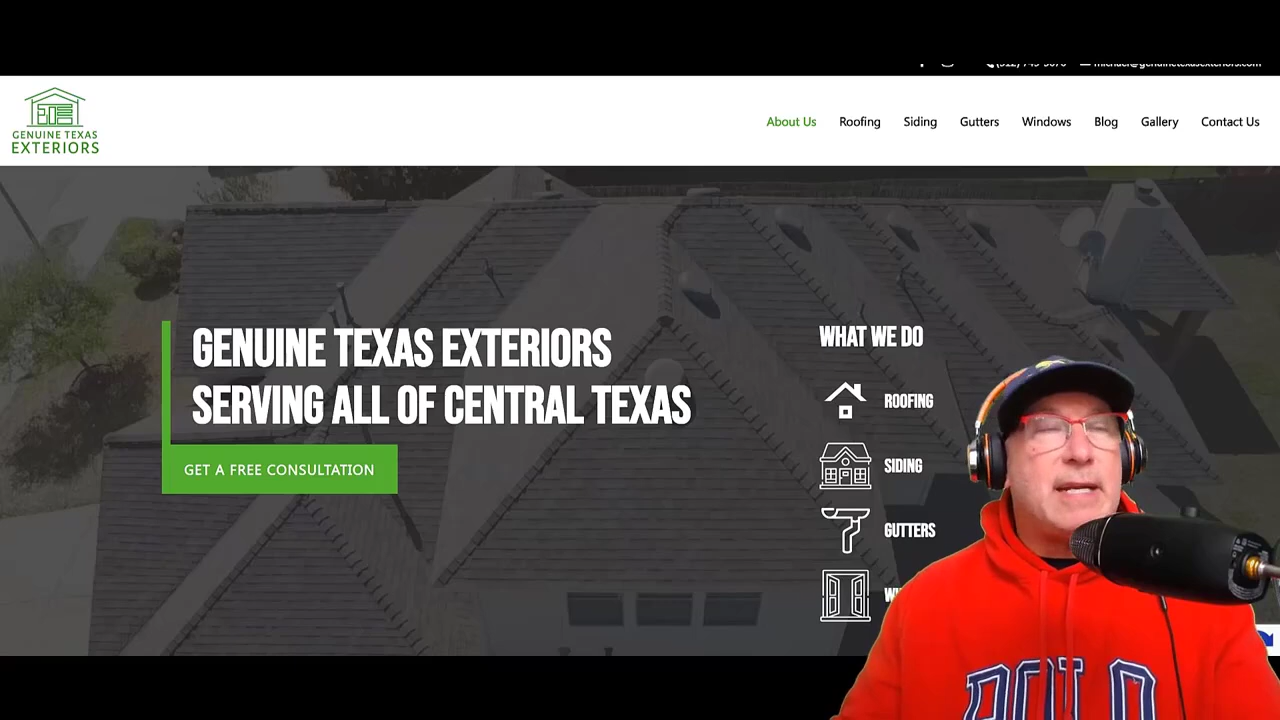 GENUINE TEXAS
EXTERIORS
About Us
Roofing
Siding
Gutters
Windows
Blog
Gallery
Contact Us
GENUINE TEXAS EXTERIORS
SERVING ALL OF CENTRAL TEXAS
GET A FREE CONSULTATION
WHAT WE DO
ROOFING
SIDING
GUTTERS
POLO